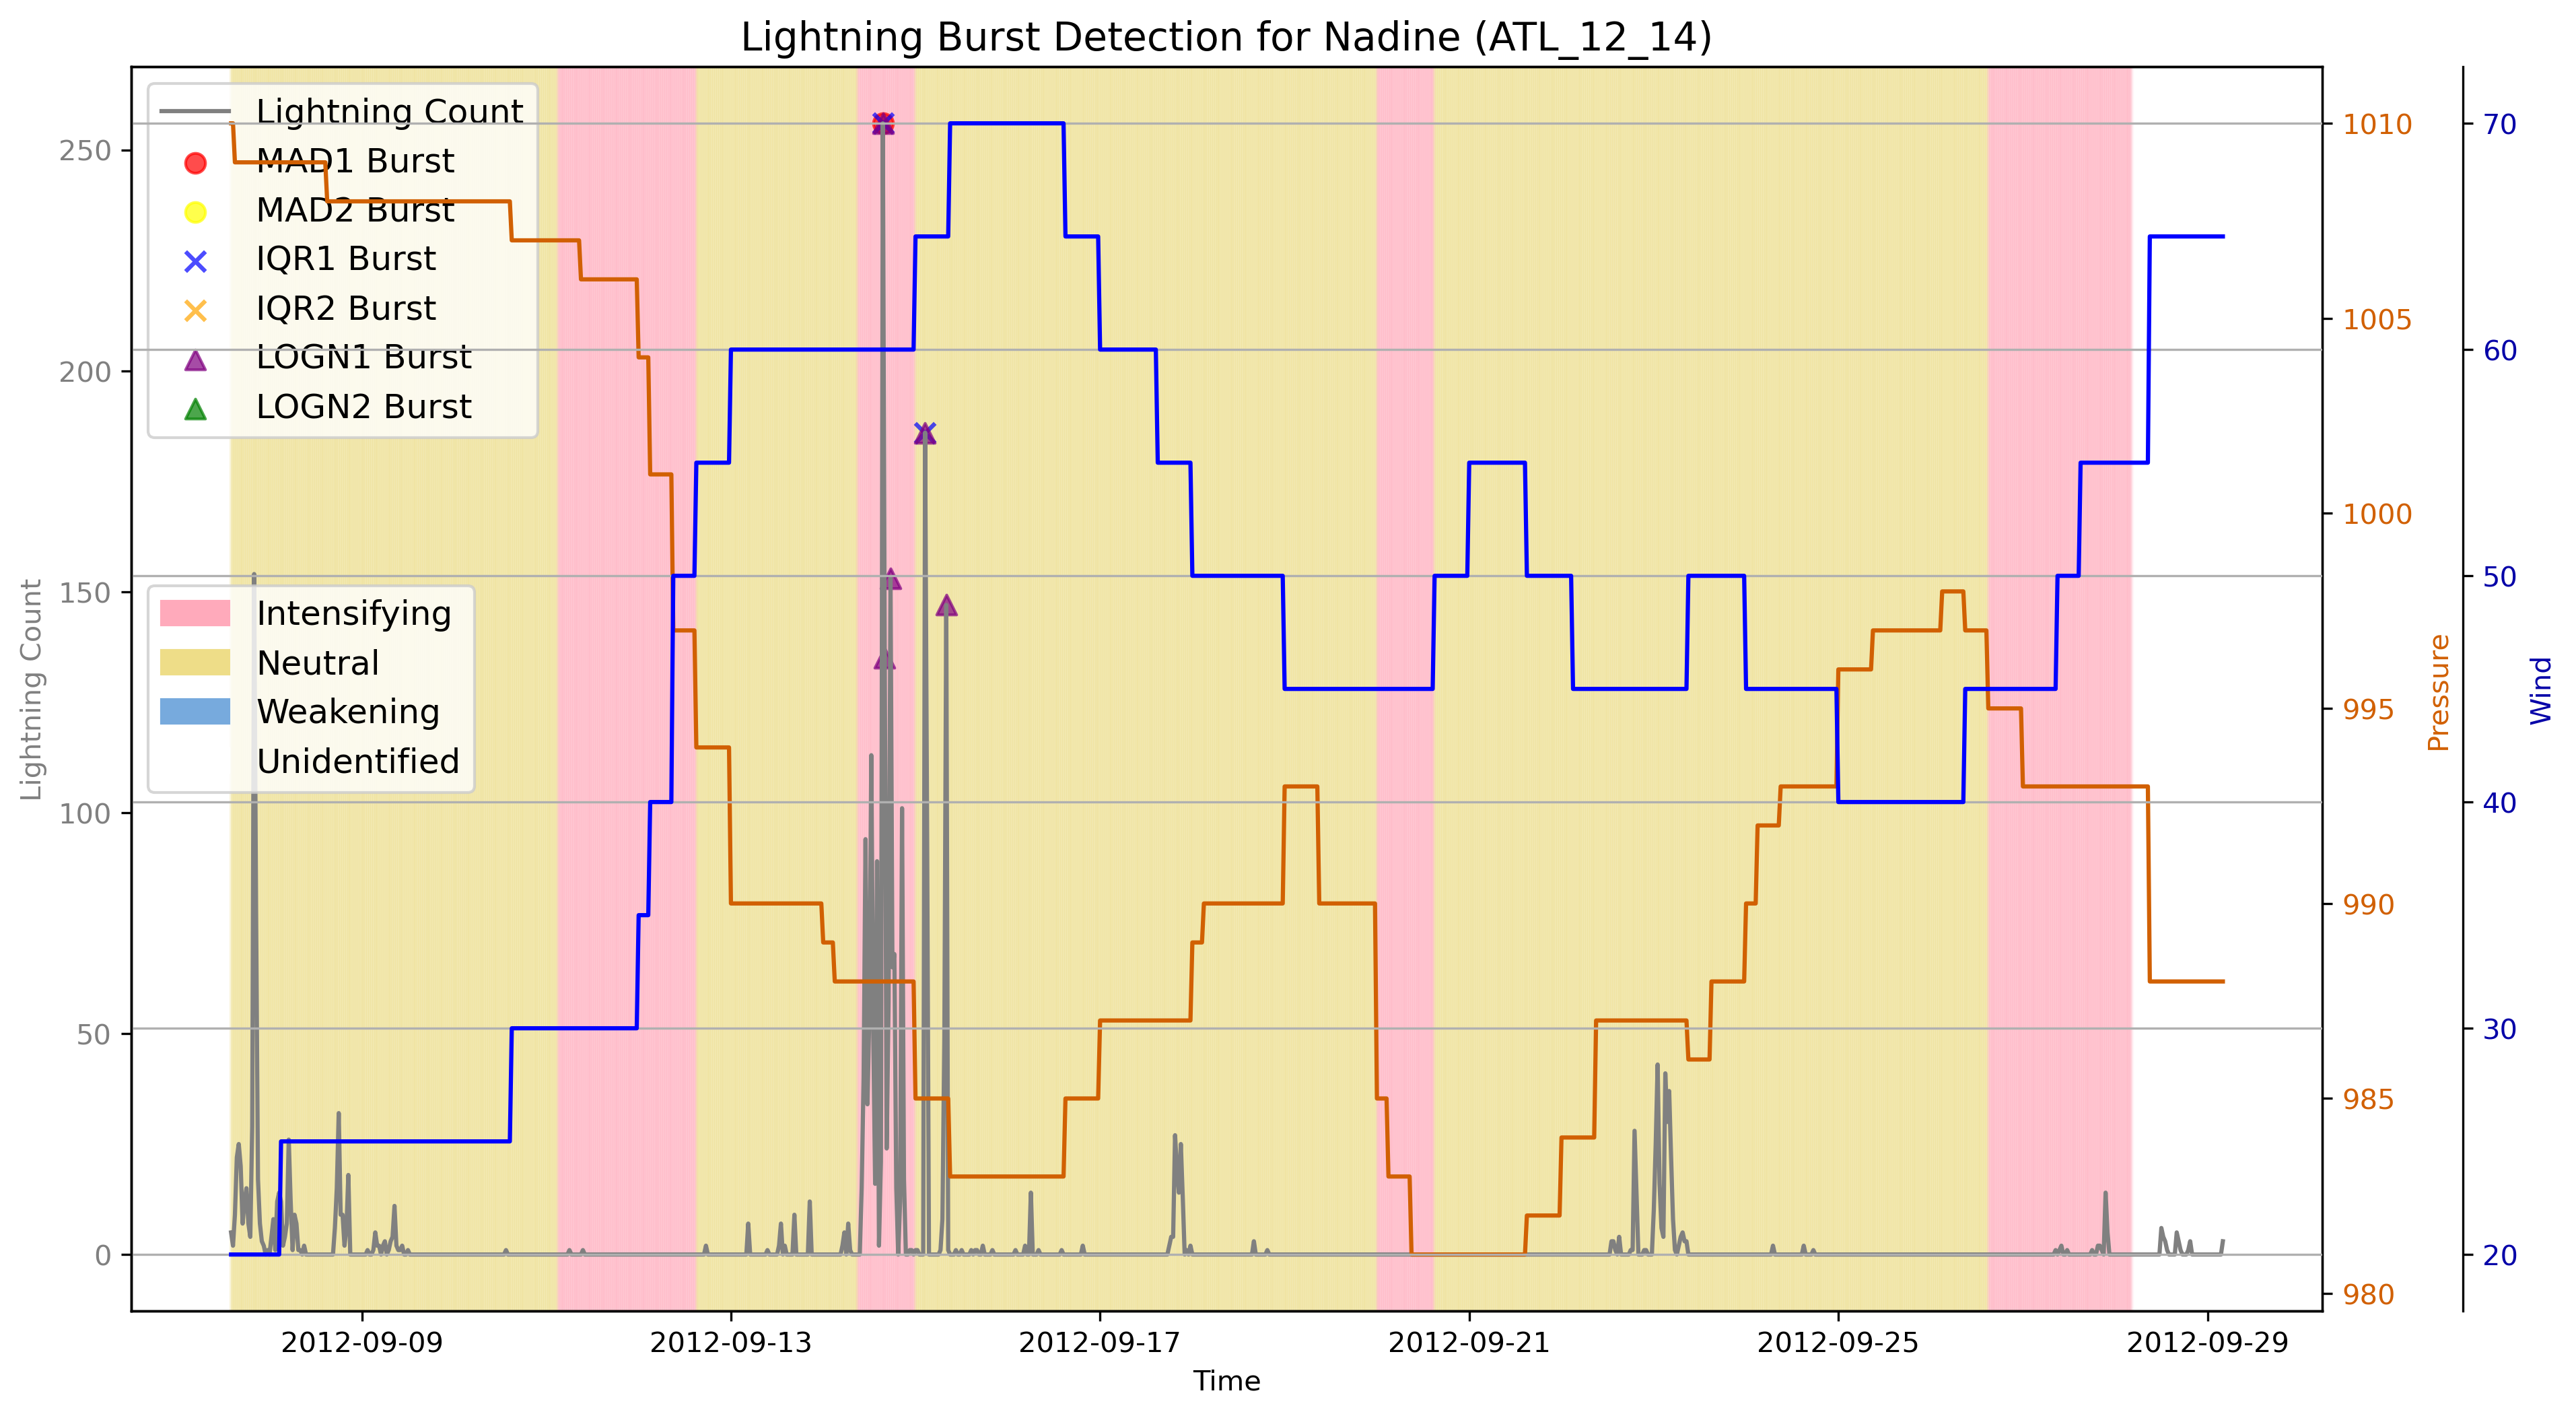 Lightning Burst Detection for Nadine (ATL_12_14)
Lightning Count
MAD1 Burst
MAD2 Burst
IQR1 Burst
IQR2 Burst
LOGN1 Burst
LOGN2 Burst
Intensifying
Neutral
Weakening
Unidentified
Lightning Count
250
200
150
100
50
0
1010
1005
1000
995
990
985
980
Pressure
70
60
50
40
30
20
Wind
2012-09-09
2012-09-13
2012-09-17
2012-09-21
2012-09-25
2012-09-29
Time